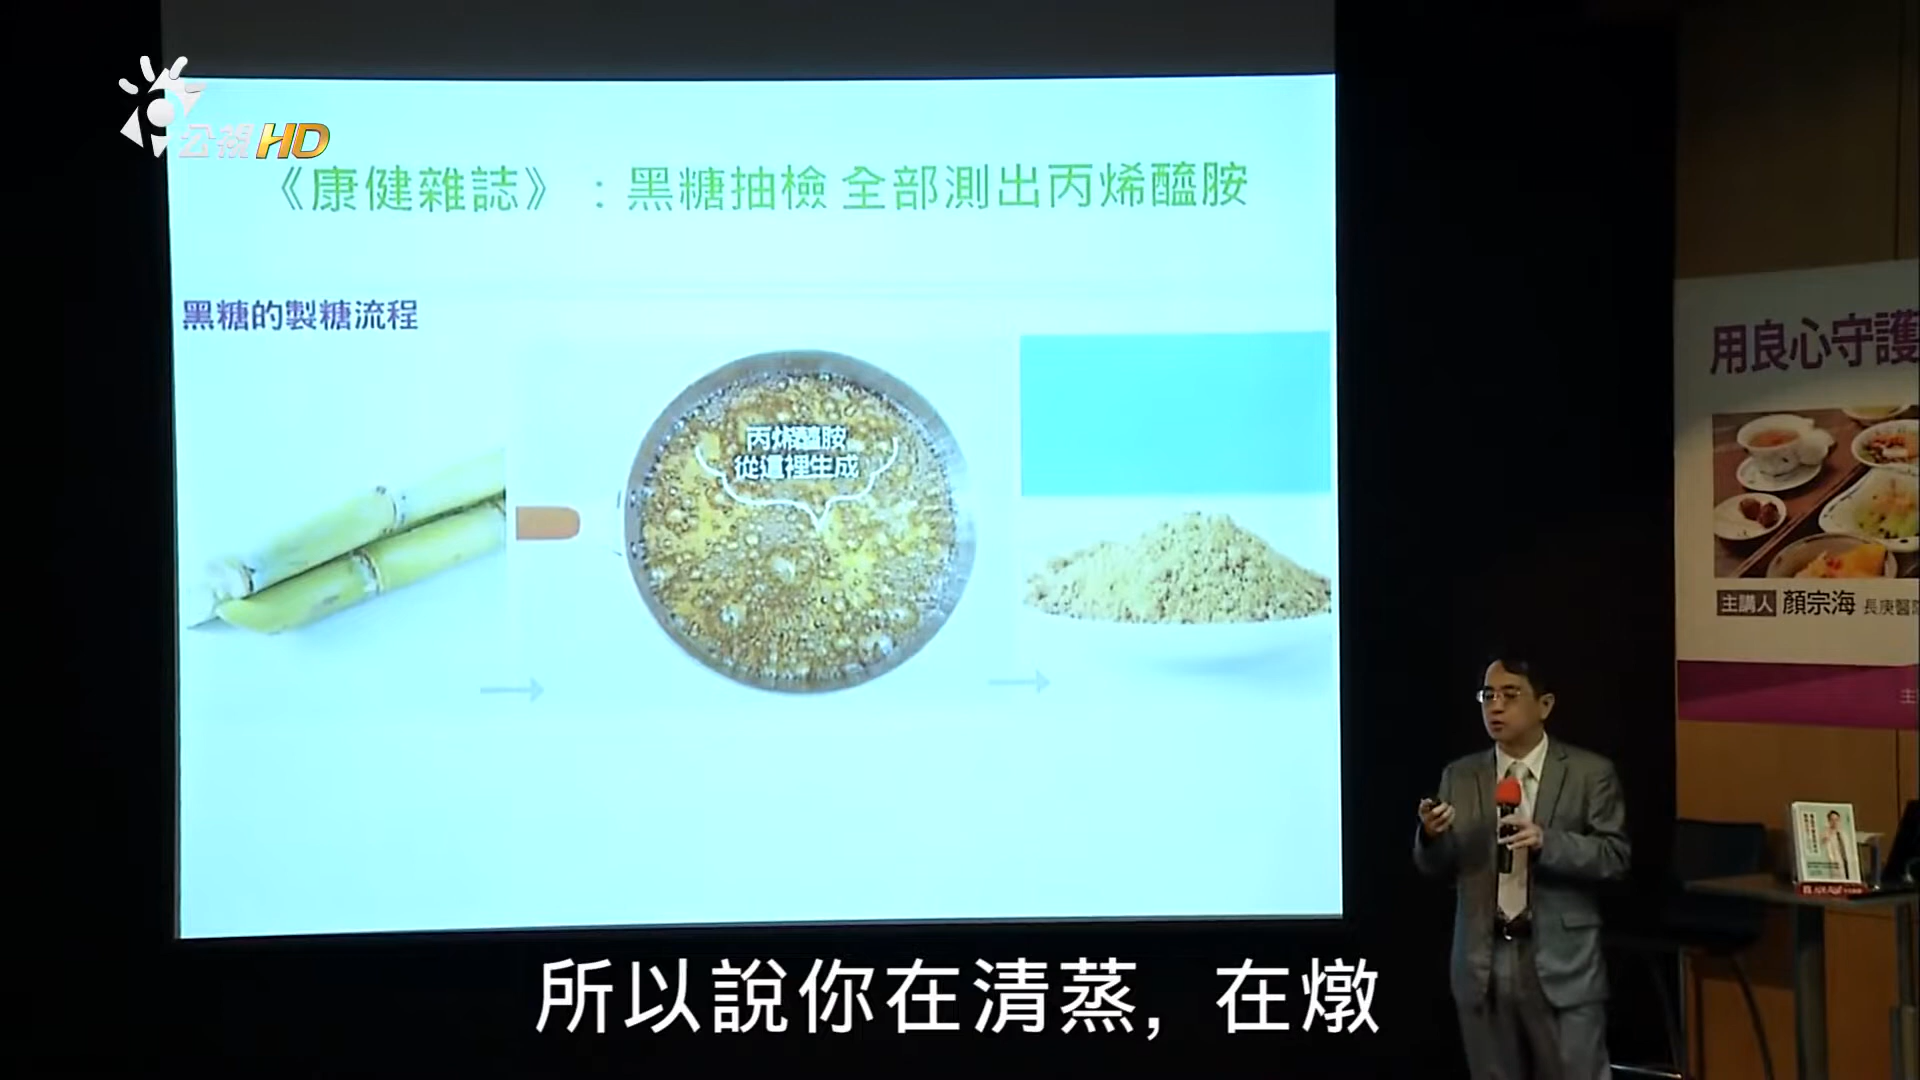 公視HD
《康健雜誌》：黑糖抽檢 全部測出丙烯醯胺
黑糖的製糖流程
丙烯醯胺
從這裡生成
用良心守護
主講人 顏宗海 長庚醫院
主
所以說你在清蒸, 在燉